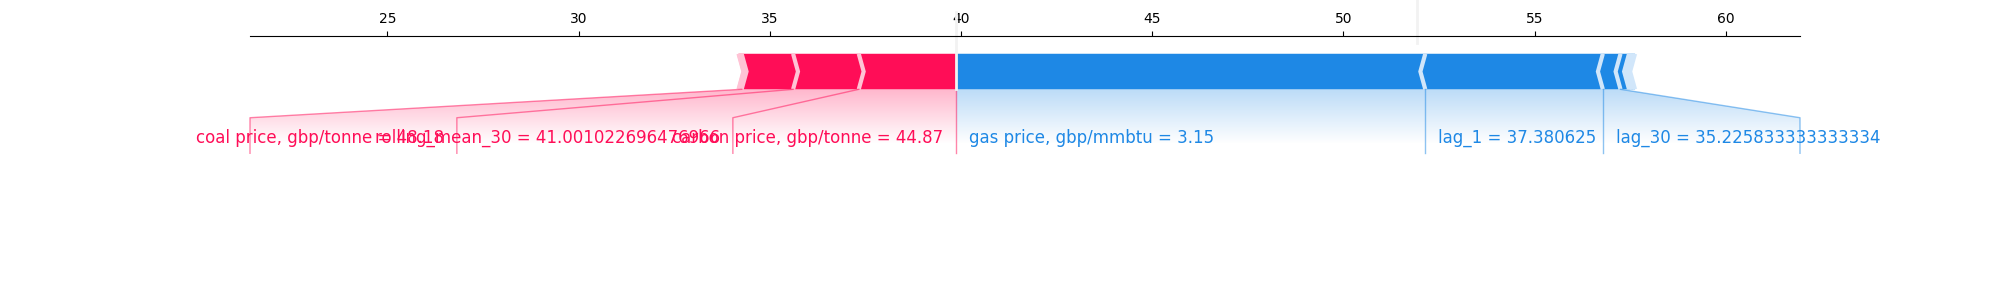 25 30 35 40 45 50 55 60
coal price, gbp/tonne = 48.18 rolling_mean_30 = 41.001022696476966 carbon price, gbp/tonne = 44.87 gas price, gbp/mmbtu = 3.15 lag_1 = 37.380625 lag_30 = 35.225833333333334